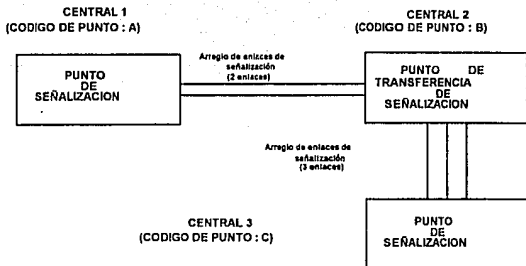 CENTRAL 1
(CODIGO DE PUNTO : A)
CENTRAL 2
(CODIGO DE PUNTO : B)
PUNTO
DE
SEÑALIZACION
Arreglo de enlaces de
señalización
(2 enlaces)
PUNTO DE
TRANSFERENCIA
DE
SEÑALIZACION
Arreglo de enlaces de
señalización
(3 enlaces)
CENTRAL 3
(CODIGO DE PUNTO : C)
PUNTO
DE
SEÑALIZACION